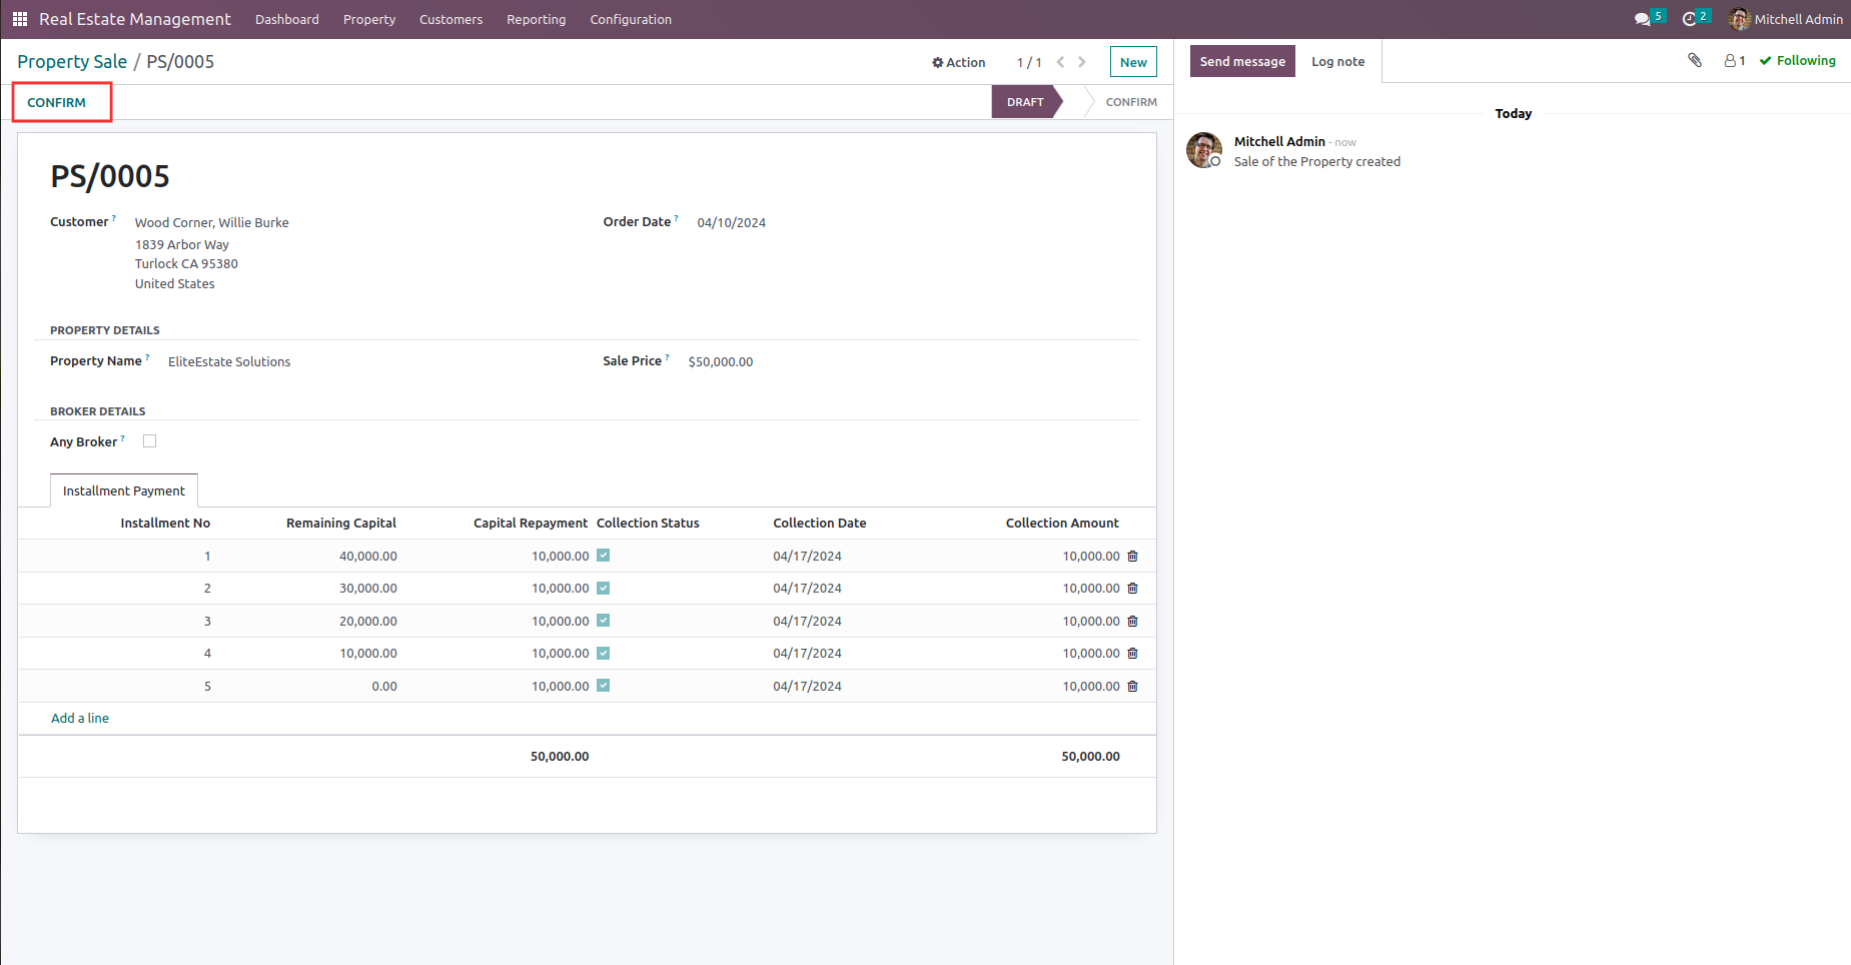 Real Estate Management Dashboard Property Customers Reporting Configuration 5 2 Mitchell Admin
Property Sale / PS/0005 Action 1 / 1 New
CONFIRM DRAFT CONFIRM
PS/0005
Customer ? Wood Corner, Willie Burke Order Date ? 04/10/2024
1839 Arbor Way
Turlock CA 95380
United States
PROPERTY DETAILS
Property Name ? EliteEstate Solutions Sale Price ? $50,000.00
BROKER DETAILS
Any Broker ?
Installment Payment
Installment No Remaining Capital Capital Repayment Collection Status Collection Date Collection Amount
1 40,000.00 10,000.00 04/17/2024 10,000.00
2 30,000.00 10,000.00 04/17/2024 10,000.00
3 20,000.00 10,000.00 04/17/2024 10,000.00
4 10,000.00 10,000.00 04/17/2024 10,000.00
5 0.00 10,000.00 04/17/2024 10,000.00
Add a line
50,000.00 50,000.00
Send message Log note 1 Following
Today
Mitchell Admin - now
Sale of the Property created